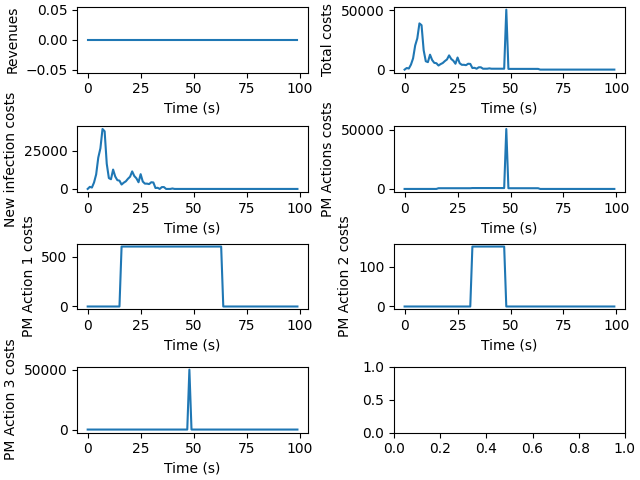 Revenues
0.05
0.00
−0.05
0 25 50 75 100
Time (s)
Total costs
50000
0
0 25 50 75 100
Time (s)
New infection costs
25000
0
0 25 50 75 100
Time (s)
PM Actions costs
50000
0
0 25 50 75 100
Time (s)
PM Action 1 costs
500
0
0 25 50 75 100
Time (s)
PM Action 2 costs
100
0
0 25 50 75 100
Time (s)
PM Action 3 costs
50000
0
0 25 50 75 100
Time (s)
1.0
0.5
0.0
0.0 0.2 0.4 0.6 0.8 1.0